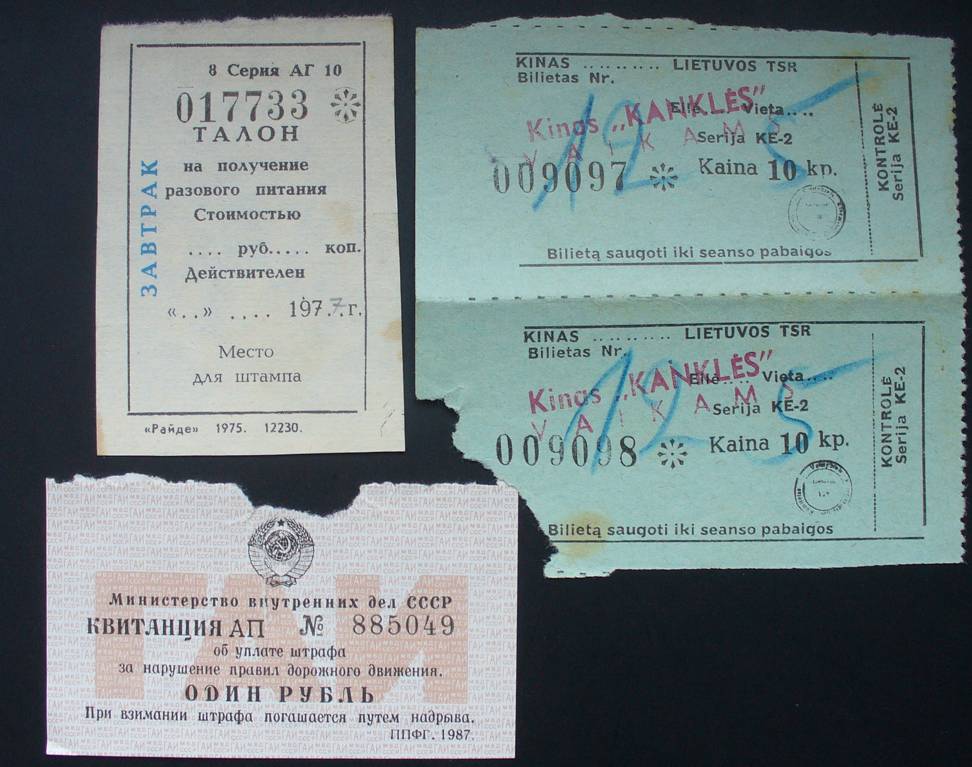 8 Серия АГ 10
017733
ТАЛОН
на получение
разового питания
Стоимостью
.... руб..... коп.
Действителен
«..» .... 1977.г.
Место
для штампа
ЗАВТРАК
«Райде» 1975. 12230.
KINAS ......... LIETUVOS TSR
Bilietas Nr.
Eilė.... Vieta....
Kinas „KANKLĖS”
VAIKAMS
Serija KE-2
009097
Kaina 10 kp.
12 5
Bilietą saugoti iki seanso pabaigos
KONTROLĖ
Serija KE-2
KINAS ......... LIETUVOS TSR
Bilietas Nr.
Eilė.... Vieta....
Kinas „KANKLĖS”
VAIKAMS
Serija KE-2
009098
Kaina 10 kp.
12 5
Bilietą saugoti iki seanso pabaigos
KONTROLĖ
Serija KE-2
ГАИ
Министерство внутренних дел СССР
КВИТАНЦИЯ АП № 885049
об уплате штрафа
за нарушение правил дорожного движения.
ОДИН РУБЛЬ
При взимании штрафа погашается путем надрыва.
ППФГ. 1987.